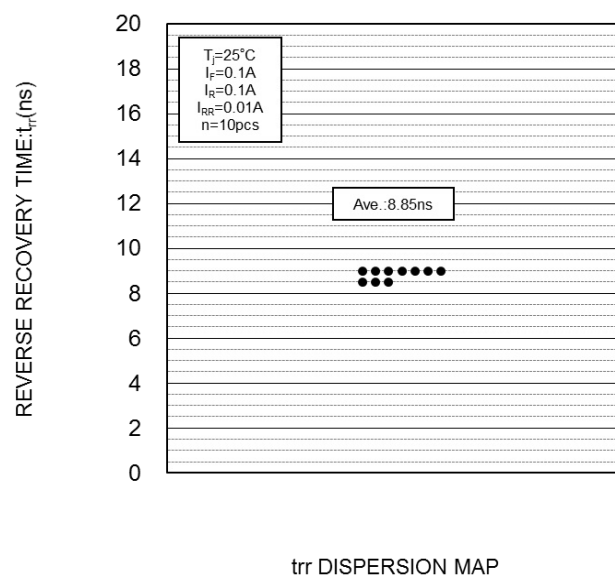 REVERSE RECOVERY TIME:trr(ns)
20
18
16
14
12
10
8
6
4
2
0
Tj=25°C
IF=0.1A
IR=0.1A
IRR=0.01A
n=10pcs
Ave.:8.85ns
trr DISPERSION MAP